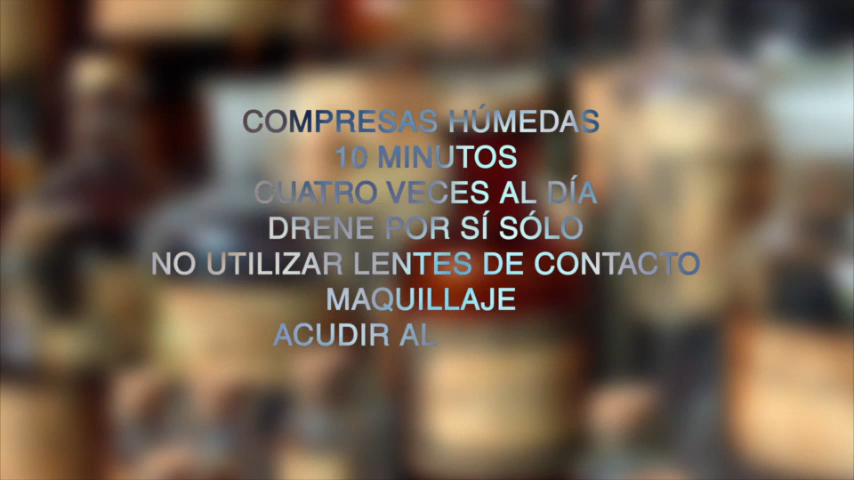 COMPRESAS HÚMEDAS
10 MINUTOS
CUATRO VECES AL DÍA
DRENE POR SÍ SÓLO
NO UTILIZAR LENTES DE CONTACTO
MAQUILLAJE
ACUDIR AL